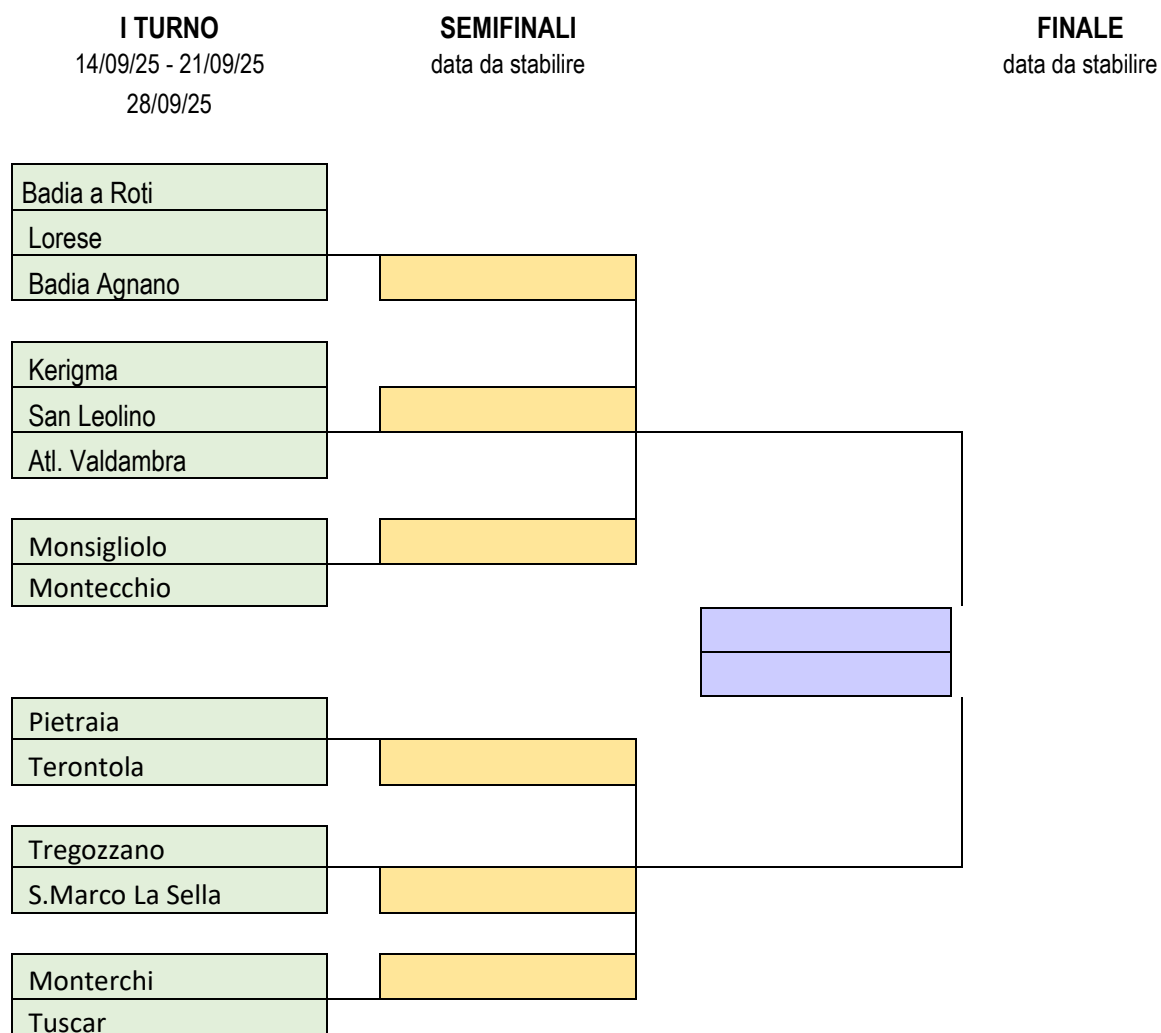 I TURNO SEMIFINALI FINALE
14/09/25 - 21/09/25 data da stabilire data da stabilire
28/09/25
Badia a Roti
Lorese
Badia Agnano
Kerigma
San Leolino
Atl. Valdambra
Monsigliolo
Montecchio
Pietraia
Terontola
Tregozzano
S.Marco La Sella
Monterchi
Tuscar